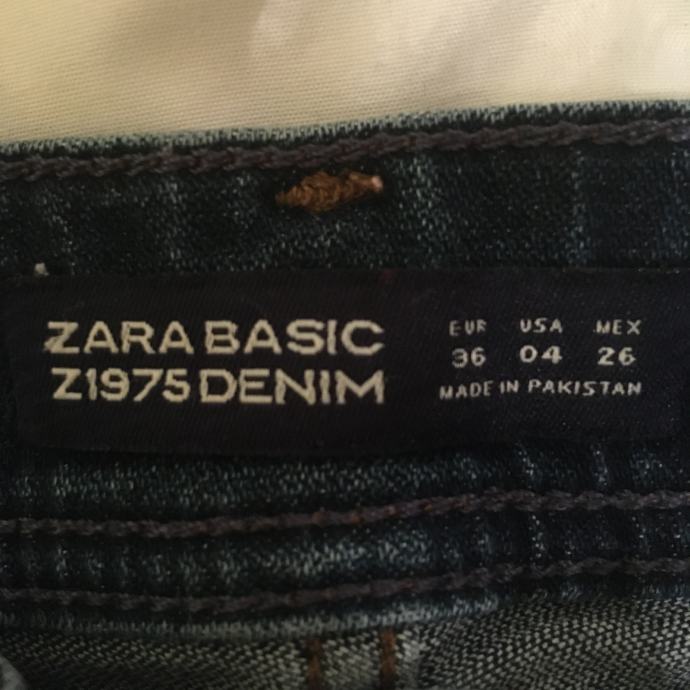 ZARA BASIC
Z1975 DENIM
EUR USA MEX
36 04 26
MADE IN PAKISTAN